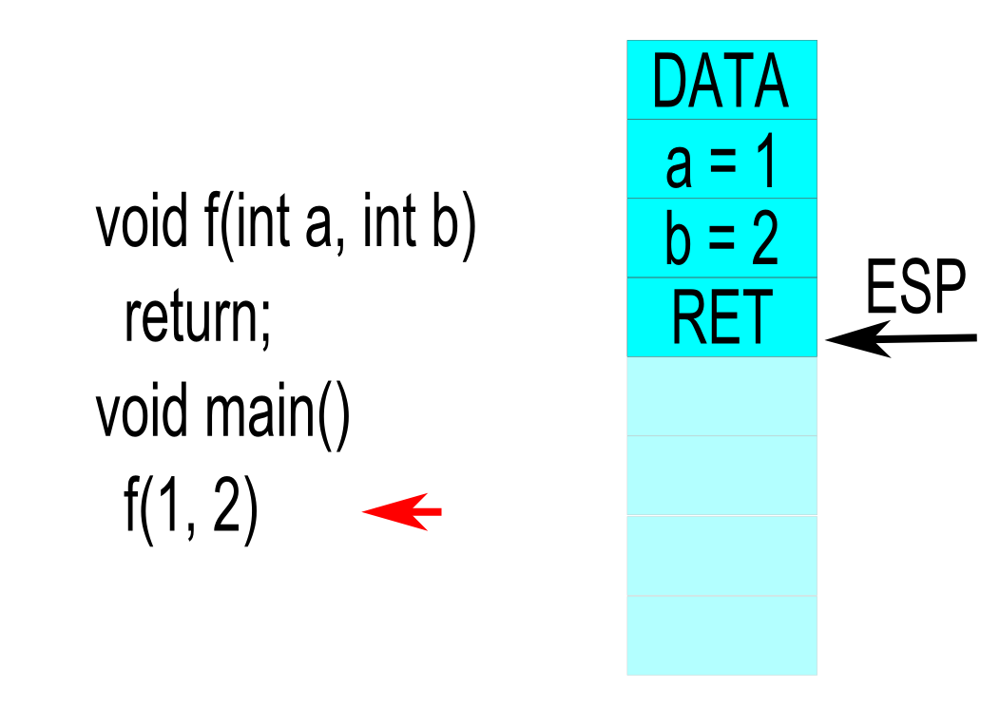 void f(int a, int b)
return;
void main()
f(1, 2)
DATA
a = 1
b = 2
RET
ESP